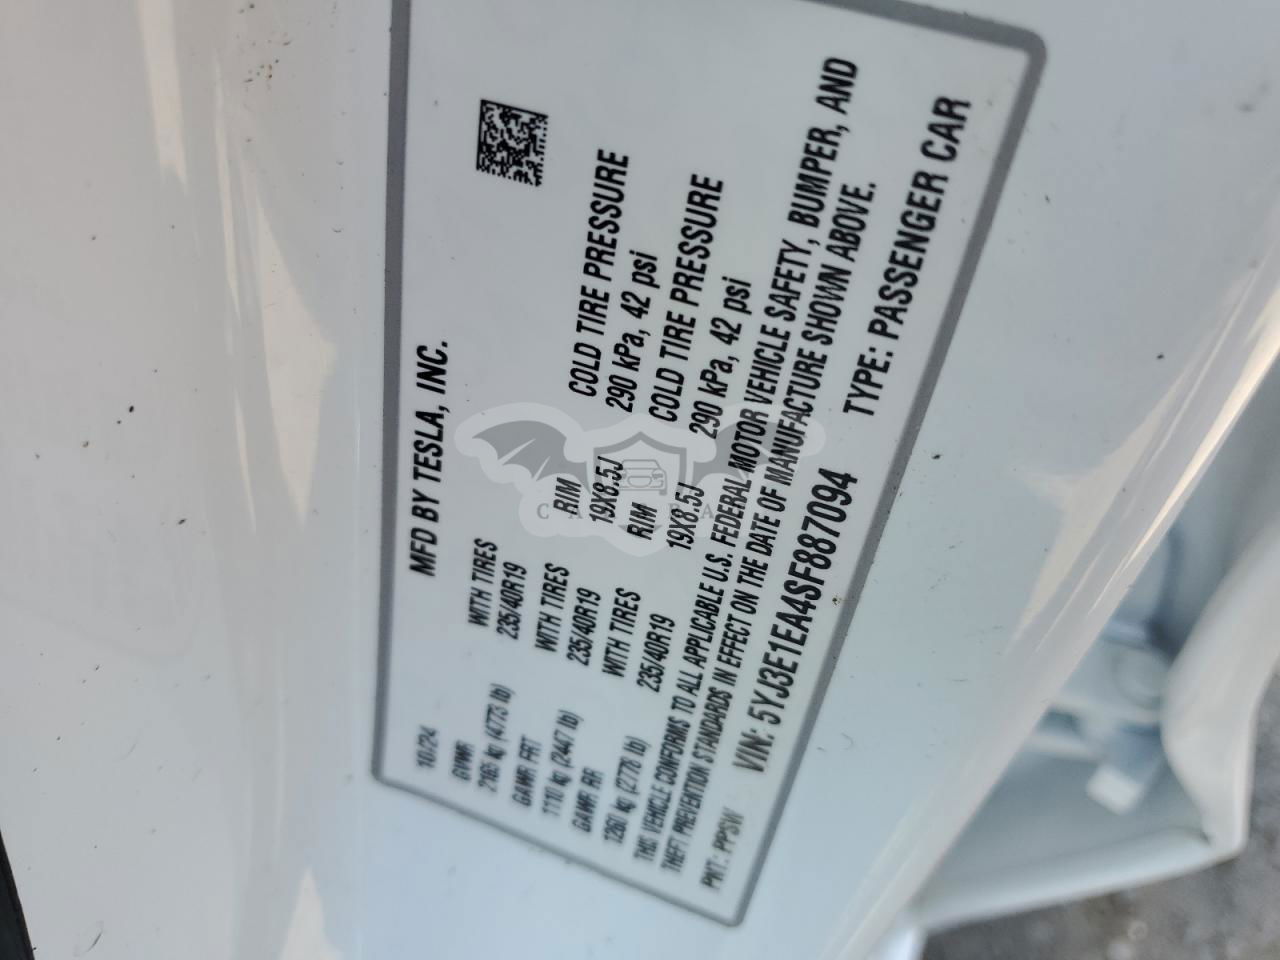 MFD BY TESLA, INC.
10/24
GVWR
2165 kg (4773 lb)
WITH TIRES
235/40R19
GAWR FRT
1110 kg (2447 lb)
WITH TIRES
235/40R19
RIM
19X8.5J
COLD TIRE PRESSURE
290 kPa, 42 psi
GAWR RR
1260 kg (2778 lb)
WITH TIRES
235/40R19
RIM
19X8.5J
COLD TIRE PRESSURE
290 kPa, 42 psi
THIS VEHICLE CONFORMS TO ALL APPLICABLE U.S. FEDERAL MOTOR VEHICLE SAFETY, BUMPER, AND
THEFT PREVENTION STANDARDS IN EFFECT ON THE DATE OF MANUFACTURE SHOWN ABOVE.
PNT: PPSW
VIN: 5YJ3E1EA4SF887094
TYPE: PASSENGER CAR